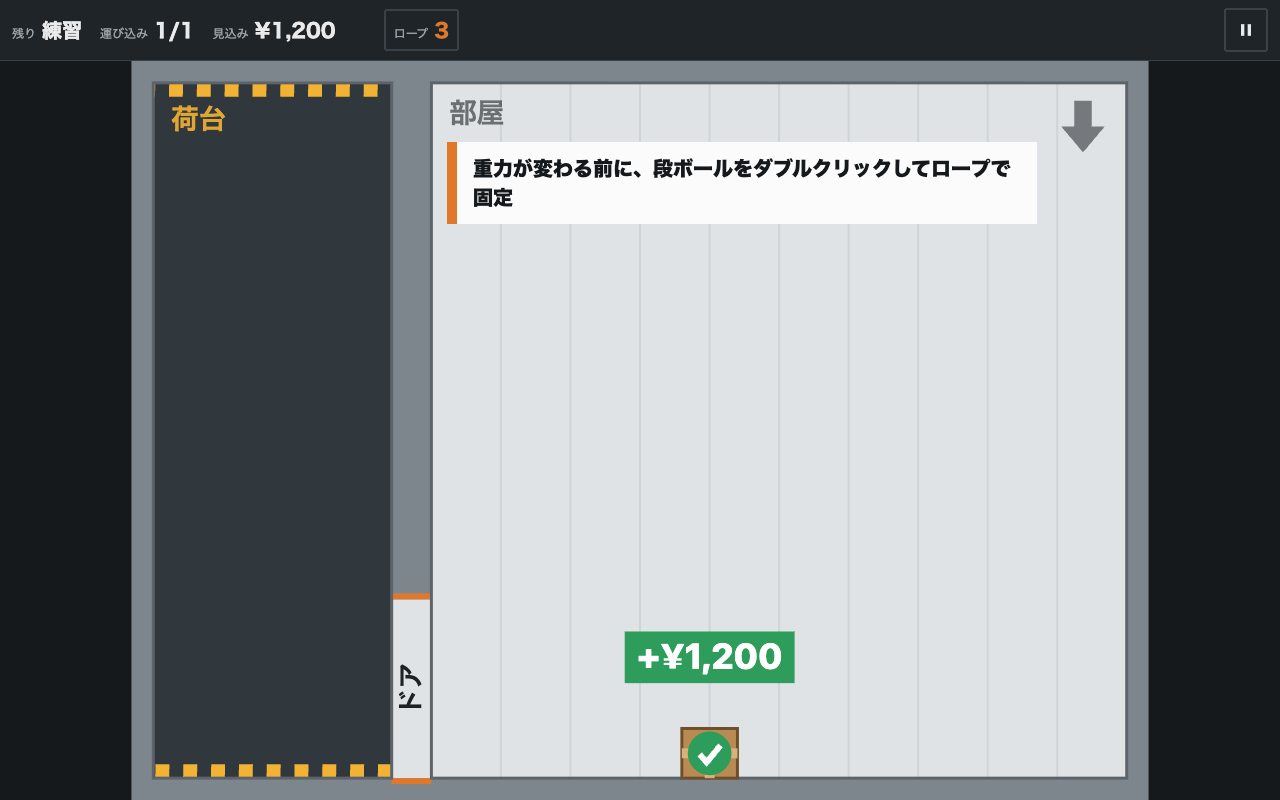 残り 練習 運び込み 1/1 見込み ¥1,200 ロープ 3
荷台
部屋
重力が変わる前に、段ボールをダブルクリックしてロープで
固定
ドア
+¥1,200